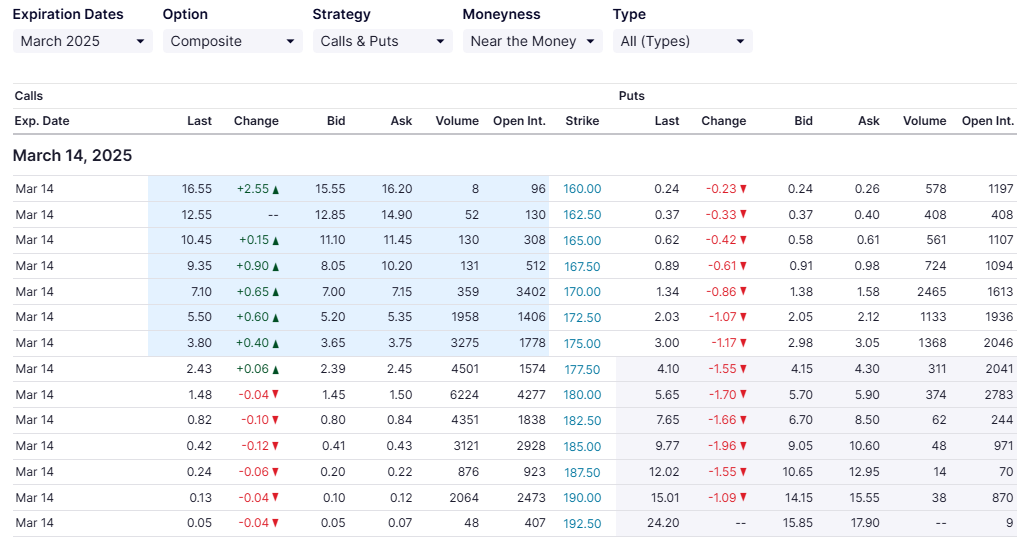 Expiration Dates Option Strategy Moneyness Type
March 2025 Composite Calls & Puts Near the Money All (Types)
Calls Puts
Exp. Date Last Change Bid Ask Volume Open Int. Strike Last Change Bid Ask Volume Open Int.
March 14, 2025
Mar 14 16.55 +2.55 ▲ 15.55 16.20 8 96 160.00 0.24 -0.23 ▼ 0.24 0.26 578 1197
Mar 14 12.55 -- 12.85 14.90 52 130 162.50 0.37 -0.33 ▼ 0.37 0.40 408 408
Mar 14 10.45 +0.15 ▲ 11.10 11.45 130 308 165.00 0.62 -0.42 ▼ 0.58 0.61 561 1107
Mar 14 9.35 +0.90 ▲ 8.05 10.20 131 512 167.50 0.89 -0.61 ▼ 0.91 0.98 724 1094
Mar 14 7.10 +0.65 ▲ 7.00 7.15 359 3402 170.00 1.34 -0.86 ▼ 1.38 1.58 2465 1613
Mar 14 5.50 +0.60 ▲ 5.20 5.35 1958 1406 172.50 2.03 -1.07 ▼ 2.05 2.12 1133 1936
Mar 14 3.80 +0.40 ▲ 3.65 3.75 3275 1778 175.00 3.00 -1.17 ▼ 2.98 3.05 1368 2046
Mar 14 2.43 +0.06 ▲ 2.39 2.45 4501 1574 177.50 4.10 -1.55 ▼ 4.15 4.30 311 2041
Mar 14 1.48 -0.04 ▼ 1.45 1.50 6224 4277 180.00 5.65 -1.70 ▼ 5.70 5.90 374 2783
Mar 14 0.82 -0.10 ▼ 0.80 0.84 4351 1838 182.50 7.65 -1.66 ▼ 6.70 8.50 62 244
Mar 14 0.42 -0.12 ▼ 0.41 0.43 3121 2928 185.00 9.77 -1.96 ▼ 9.05 10.60 48 971
Mar 14 0.24 -0.06 ▼ 0.20 0.22 876 923 187.50 12.02 -1.55 ▼ 10.65 12.95 14 70
Mar 14 0.13 -0.04 ▼ 0.10 0.12 2064 2473 190.00 15.01 -1.09 ▼ 14.15 15.55 38 870
Mar 14 0.05 -0.04 ▼ 0.05 0.07 48 407 192.50 24.20 -- 15.85 17.90 -- 9